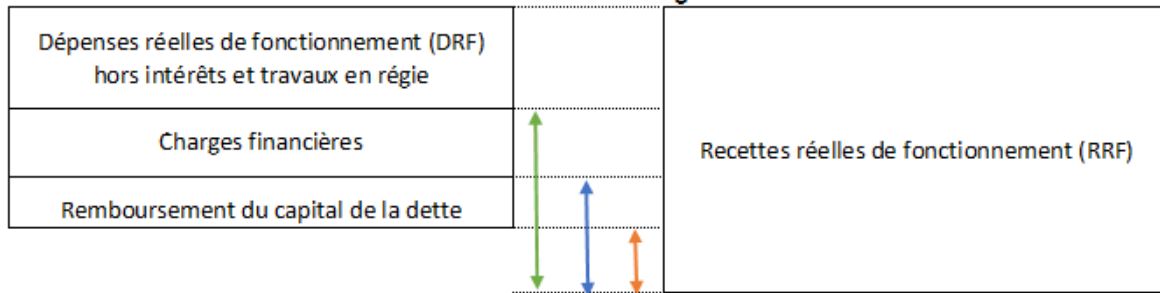 Dépenses réelles de fonctionnement (DRF)
hors intérêts et travaux en régie
Charges financières
Remboursement du capital de la dette
Recettes réelles de fonctionnement (RRF)